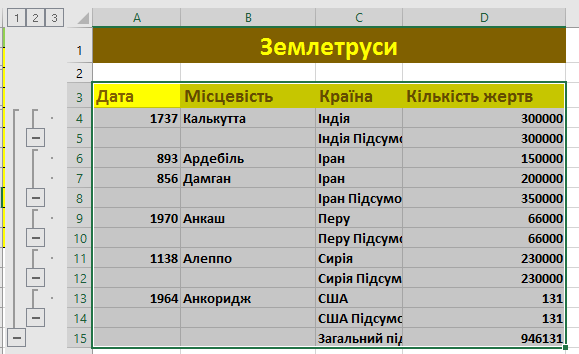 1 2 3
A B C D
1 Землетруси
2
3 Дата Місцевість Країна Кількість жертв
4 1737 Калькутта Індія 300000
5 Індія Підсумо 300000
6 893 Ардебіль Іран 150000
7 856 Дамган Іран 200000
8 Іран Підсумо 350000
9 1970 Анкаш Перу 66000
10 Перу Підсумо 66000
11 1138 Алеппо Сирія 230000
12 Сирія Підсум 230000
13 1964 Анкоридж США 131
14 США Підсумо 131
15 Загальний під 946131